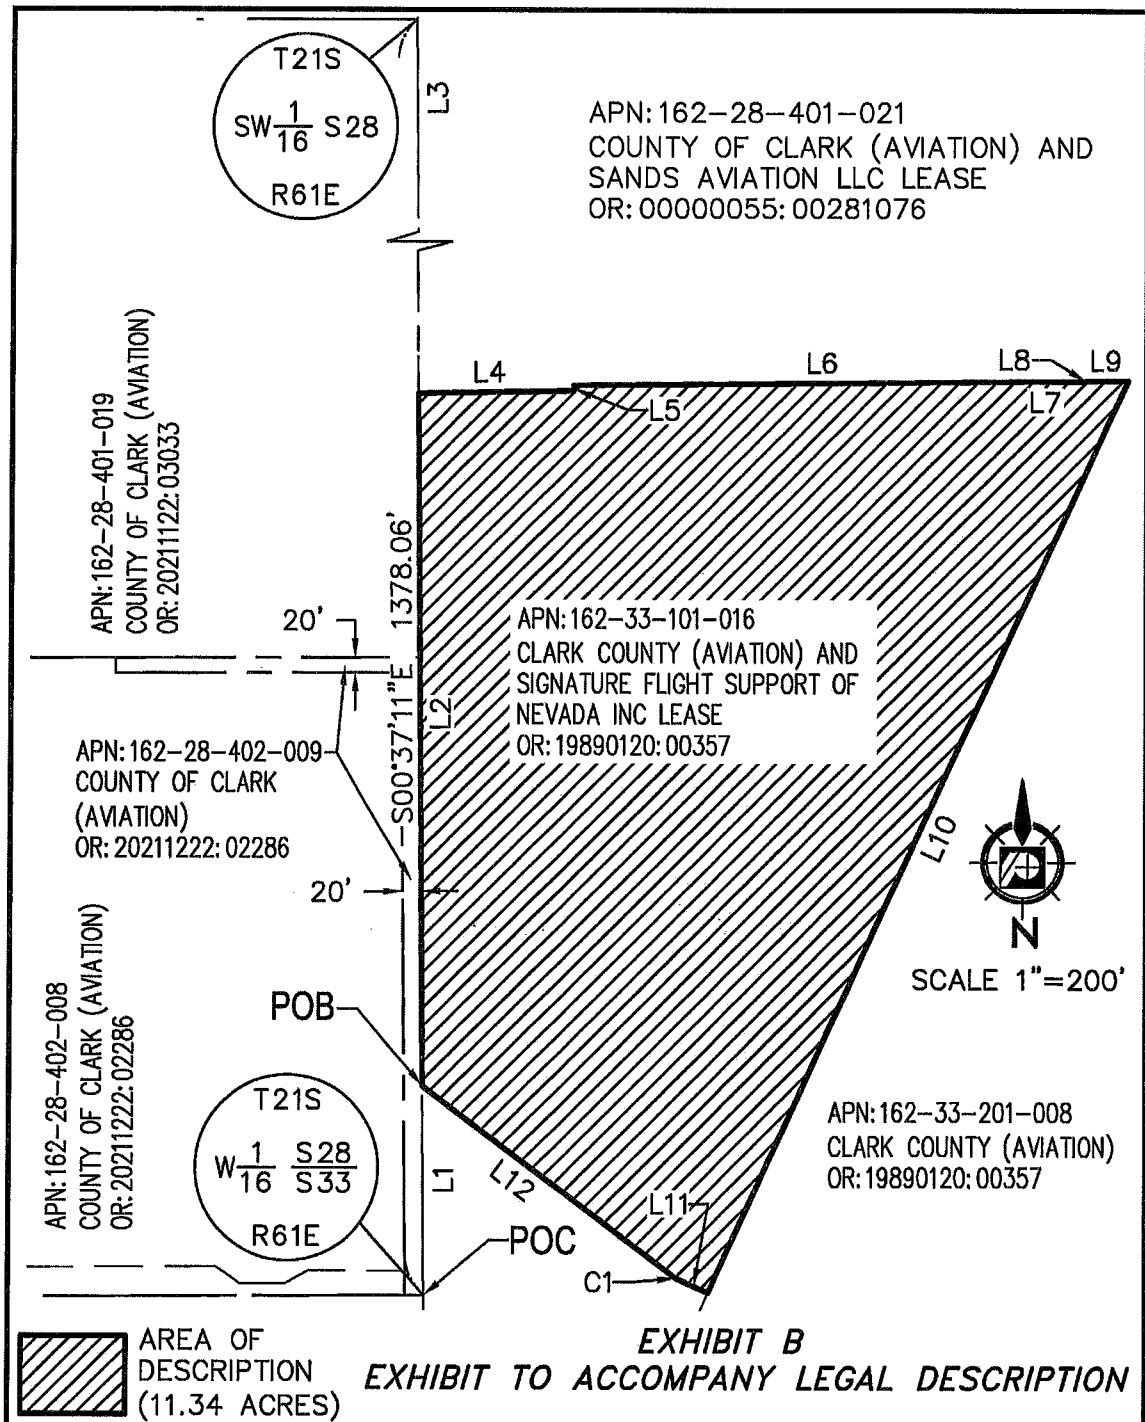 T21S
SW 1/16 S28
R61E
L3
APN: 162-28-401-021
COUNTY OF CLARK (AVIATION) AND
SANDS AVIATION LLC LEASE
OR: 00000055: 00281076
APN: 162-28-401-019
COUNTY OF CLARK (AVIATION)
OR: 20211122: 03033
L4
L5
L6
L8
L9
L7
S00°37'11"E 1378.06'
L2
20'
APN: 162-33-101-016
CLARK COUNTY (AVIATION) AND
SIGNATURE FLIGHT SUPPORT OF
NEVADA INC LEASE
OR: 19890120: 00357
APN: 162-28-402-009
COUNTY OF CLARK
(AVIATION)
OR: 20211222: 02286
20'
L10
N
SCALE 1"=200'
APN: 162-28-402-008
COUNTY OF CLARK (AVIATION)
OR: 20211222: 02286
POB
T21S
W 1/16 S28/S33
R61E
L1
L12
L11
POC
C1
APN: 162-33-201-008
CLARK COUNTY (AVIATION)
OR: 19890120: 00357
AREA OF
DESCRIPTION
(11.34 ACRES)
EXHIBIT B
EXHIBIT TO ACCOMPANY LEGAL DESCRIPTION